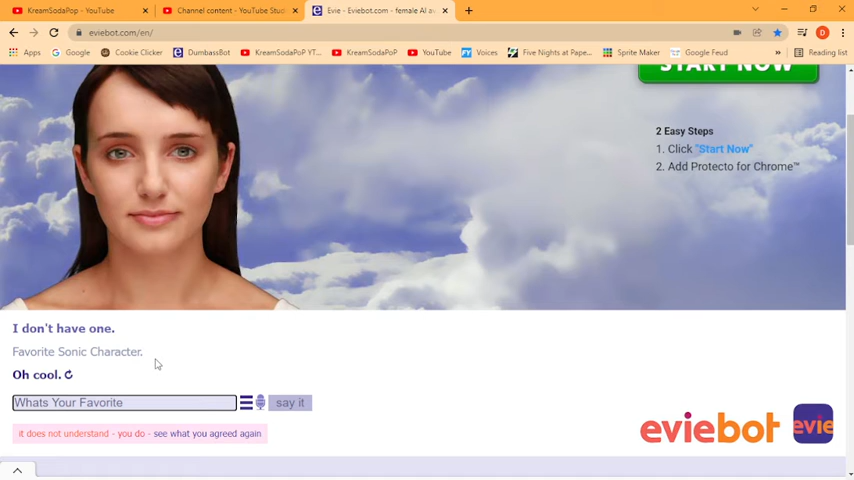 KreamSodaPop - YouTube
Channel content - YouTube Stud
Evie - Eviebot.com - female AI av
eviebot.com/en/
Apps
Google
Cookie Clicker
DumbassBot
KreamSodaPoP YT...
KreamSodaPoP
YouTube
FY Voices
Five Nights at Pape...
Sprite Maker
Google Feud
»
Reading list
START NOW
2 Easy Steps
1. Click "Start Now"
2. Add Protecto for Chrome™
I don't have one.
Favorite Sonic Character.
Oh cool.
Whats Your Favorite
say it
it does not understand - you do - see what you agreed again
eviebot
evie